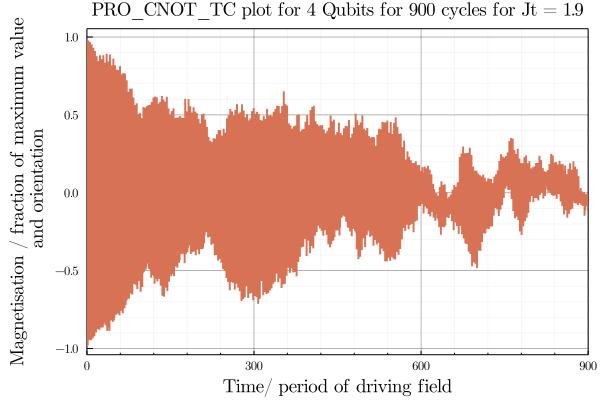 PRO_CNOT_TC plot for 4 Qubits for 900 cycles for Jt = 1.9
Magnetisation / fraction of maximum value
and orientation
1.0
0.5
0.0
−0.5
−1.0
0
300
600
900
Time/ period of driving field